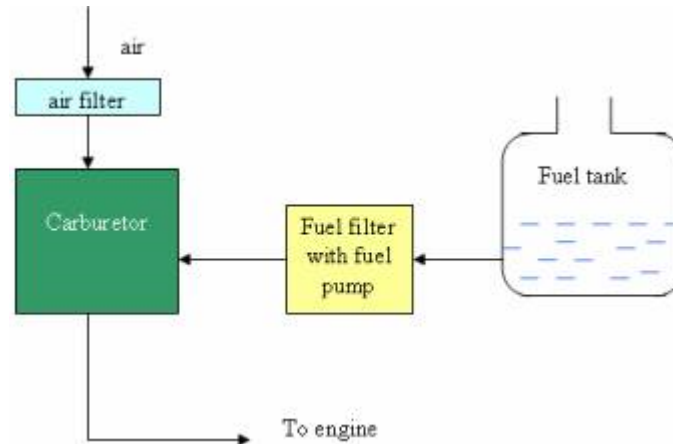 air
air filter
Carburetor
Fuel filter
with fuel
pump
Fuel tank
To engine